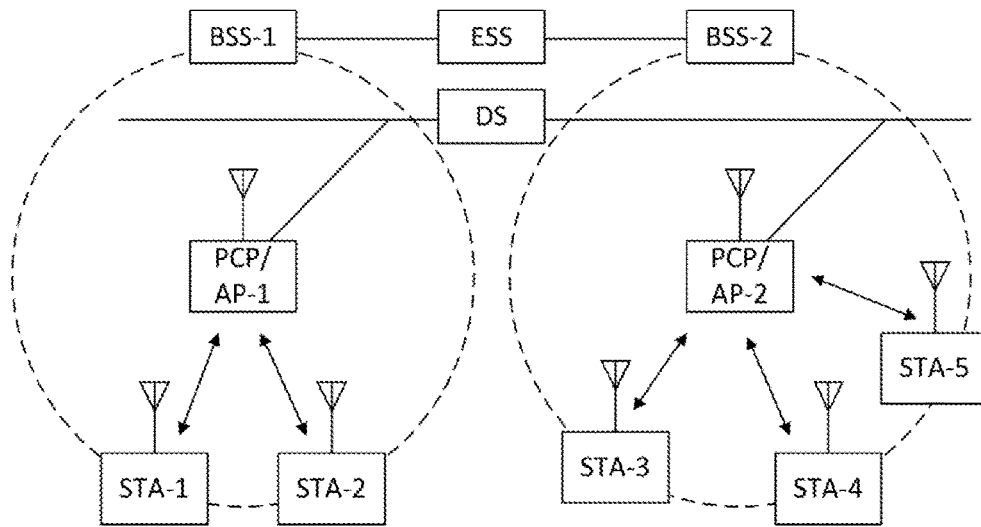 BSS-1
ESS
BSS-2
DS
PCP/
AP-1
PCP/
AP-2
STA-5
STA-3
STA-1
STA-2
STA-4